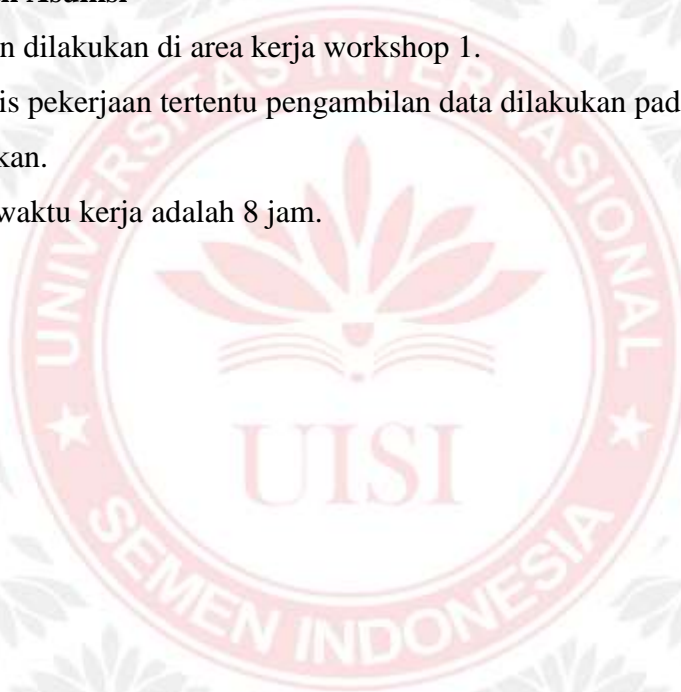 n Asumsi
n dilakukan di area kerja workshop 1.
is pekerjaan tertentu pengambilan data dilakukan pad
kan.
waktu kerja adalah 8 jam.
UNIVERSITAS INTERNASIONAL
UISI
SEMEN INDONESIA